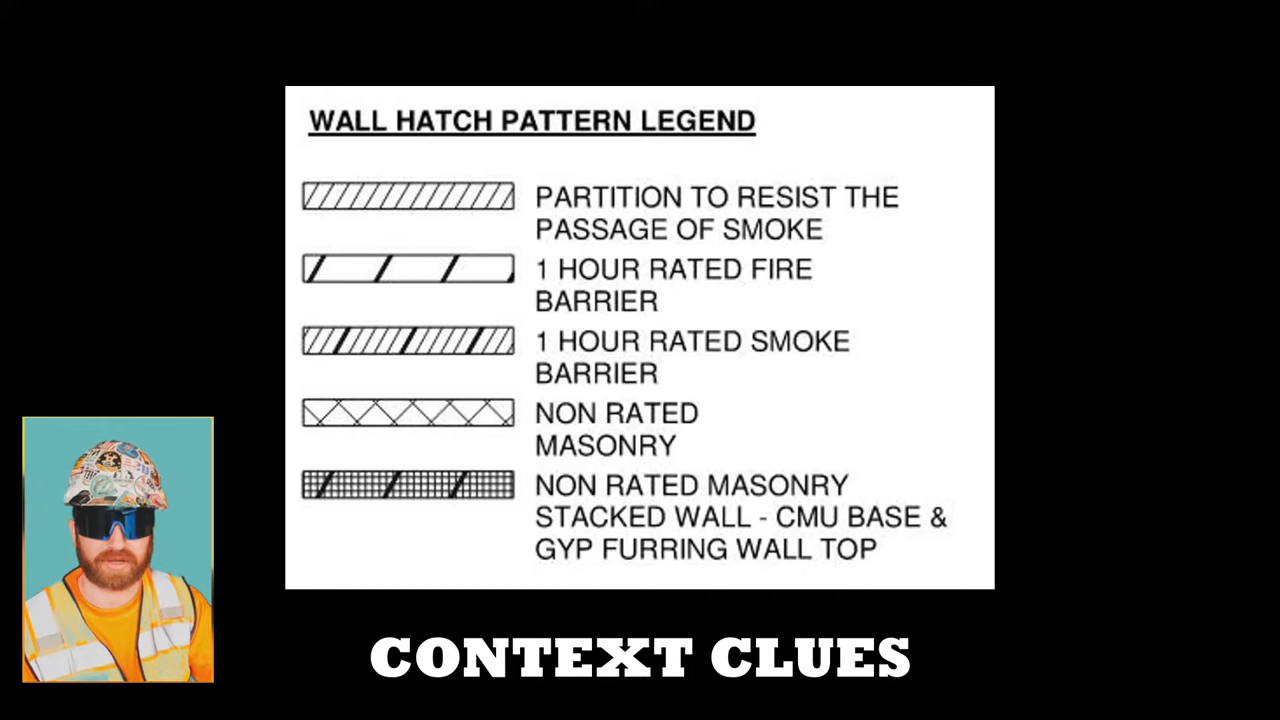 WALL HATCH PATTERN LEGEND
PARTITION TO RESIST THE
PASSAGE OF SMOKE
1 HOUR RATED FIRE
BARRIER
1 HOUR RATED SMOKE
BARRIER
NON RATED
MASONRY
NON RATED MASONRY
STACKED WALL - CMU BASE &
GYP FURRING WALL TOP
CONTEXT CLUES